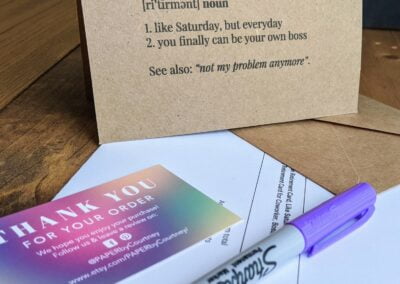 [ri'tīrmənt] noun
1. like Saturday, but everyday
2. you finally can be your own boss
See also: "not my problem anymore".
THANK YOU
FOR YOUR ORDER
We hope you enjoy your purchase!
Follow us & leave a review on:
@PAPERbyCourtney
www.etsy.com/PAPERbyCourtney/
Sharpie